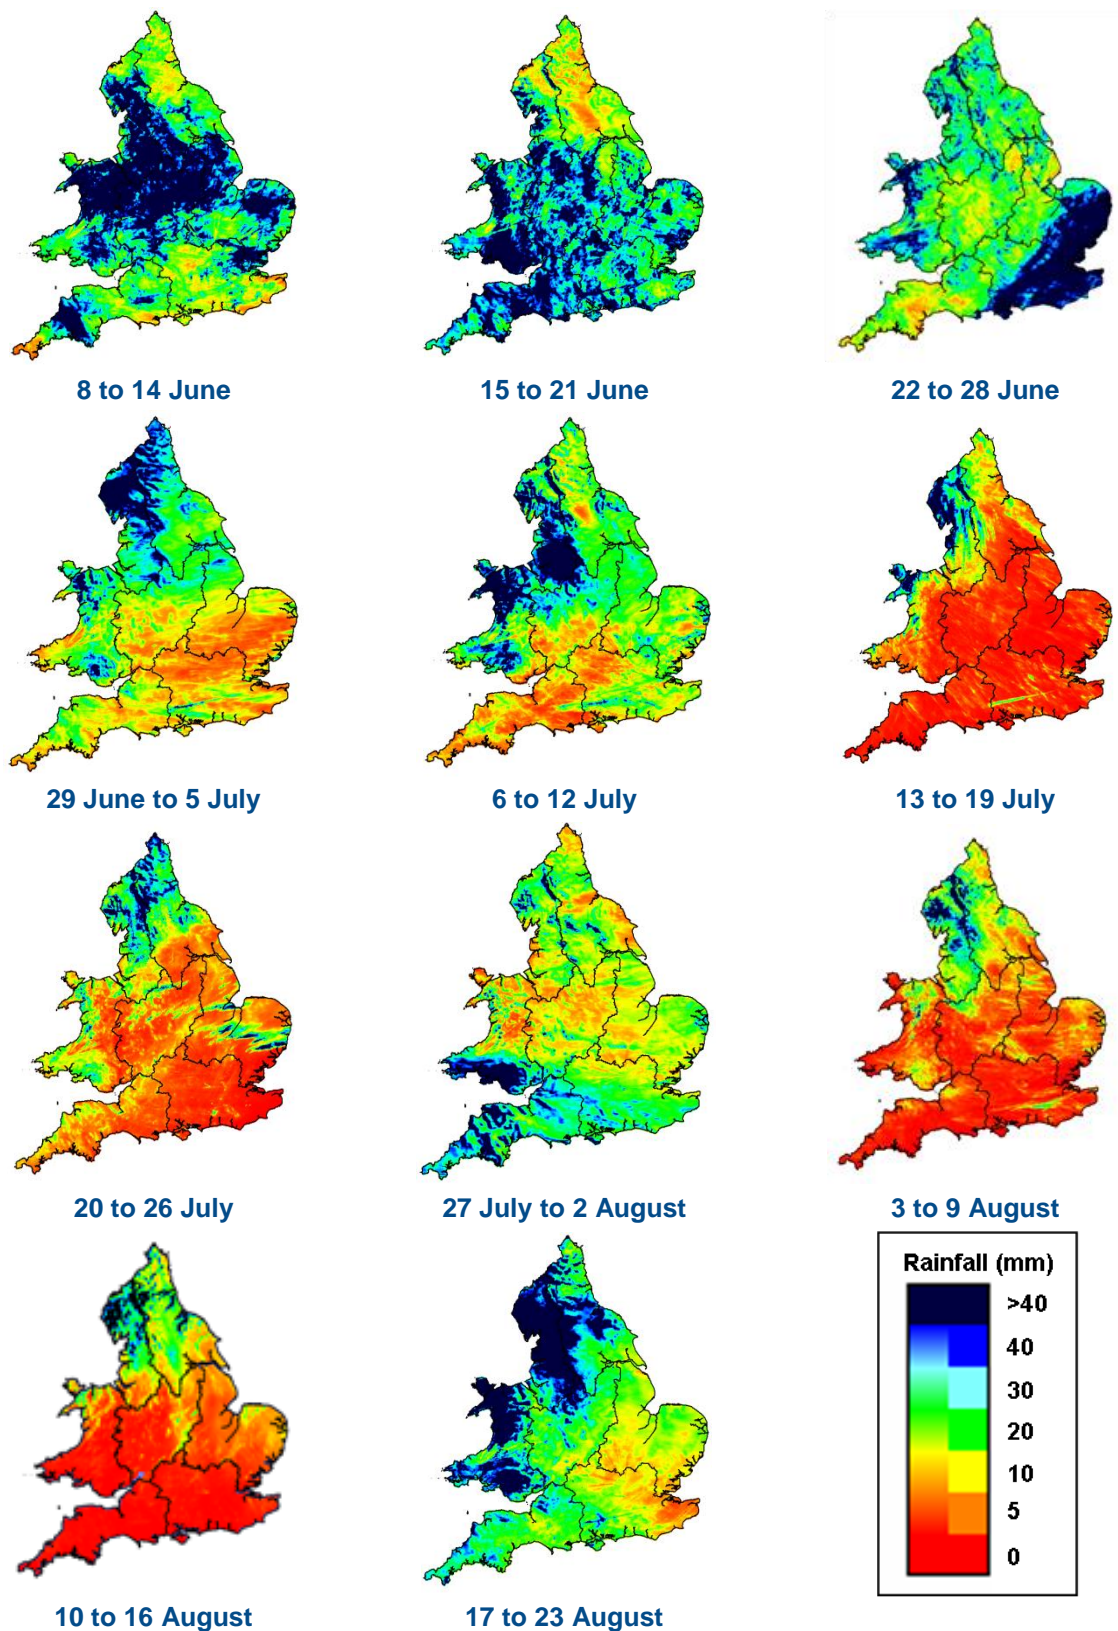 8 to 14 June
15 to 21 June
22 to 28 June
29 June to 5 July
6 to 12 July
13 to 19 July
20 to 26 July
27 July to 2 August
3 to 9 August
Rainfall (mm)
>40
40
30
20
10
5
0
10 to 16 August
17 to 23 August